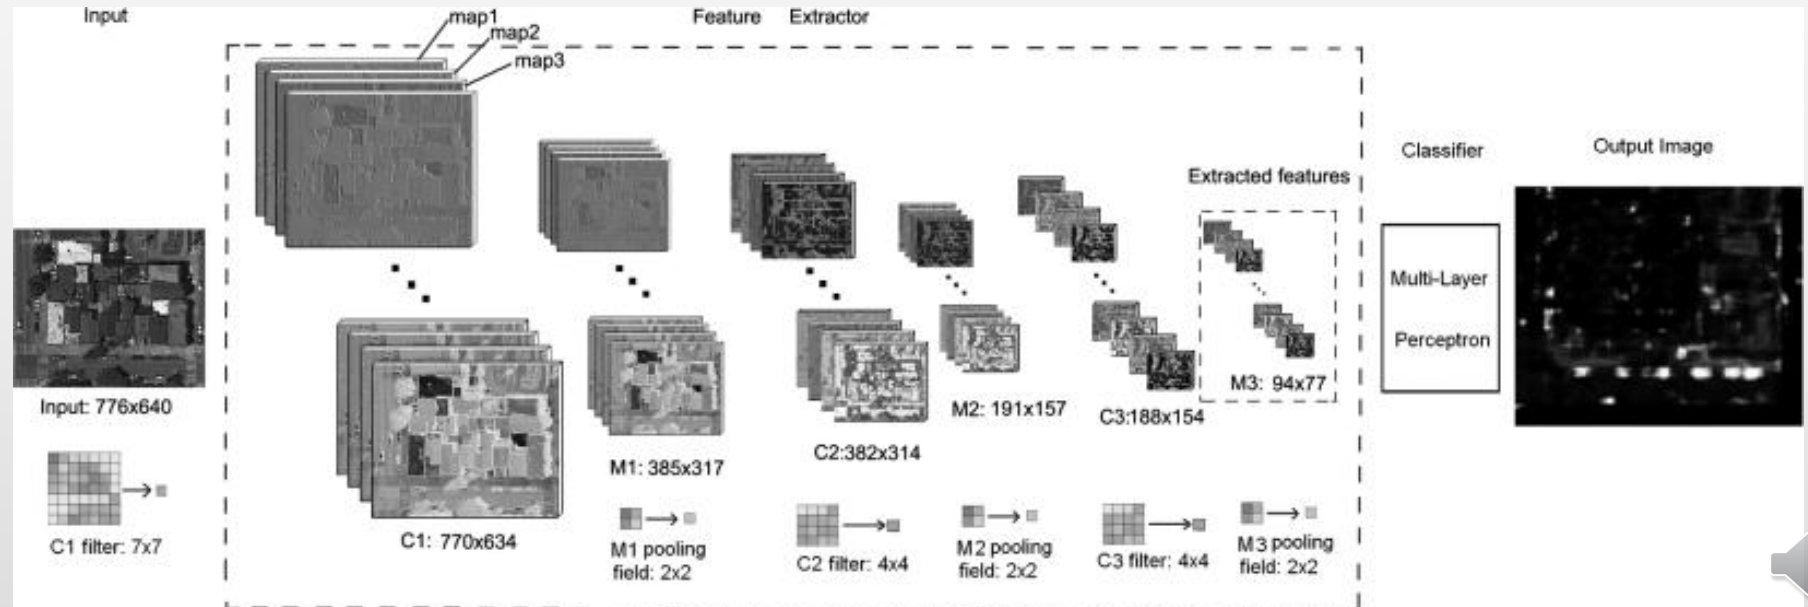 Input
map1
map2
map3
Feature Extractor
Classifier
Output Image
Extracted features
Multi-Layer
Perceptron
Input: 776x640
M3: 94x77
M2: 191x157
C3:188x154
C2:382x314
M1: 385x317
C1: 770x634
C1 filter: 7x7
M1 pooling
field: 2x2
C2 filter: 4x4
M2 pooling
field: 2x2
C3 filter: 4x4
M3 pooling
field: 2x2